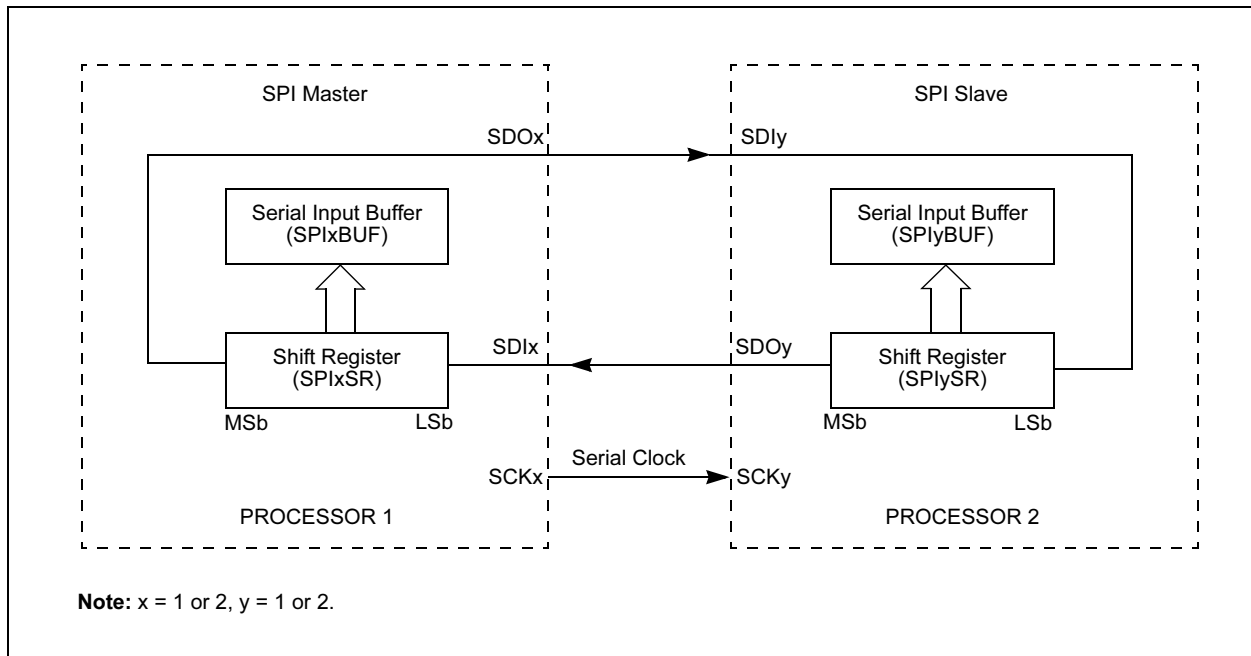 SPI Master
SDOx
Serial Input Buffer
(SPIxBUF)
Shift Register
(SPIxSR)
MSb
LSb
SDIx
SCKx
PROCESSOR 1
Serial Clock
SPI Slave
SDIy
Serial Input Buffer
(SPIyBUF)
SDOy
Shift Register
(SPIySR)
MSb
LSb
SCKy
PROCESSOR 2
Note: x = 1 or 2, y = 1 or 2.